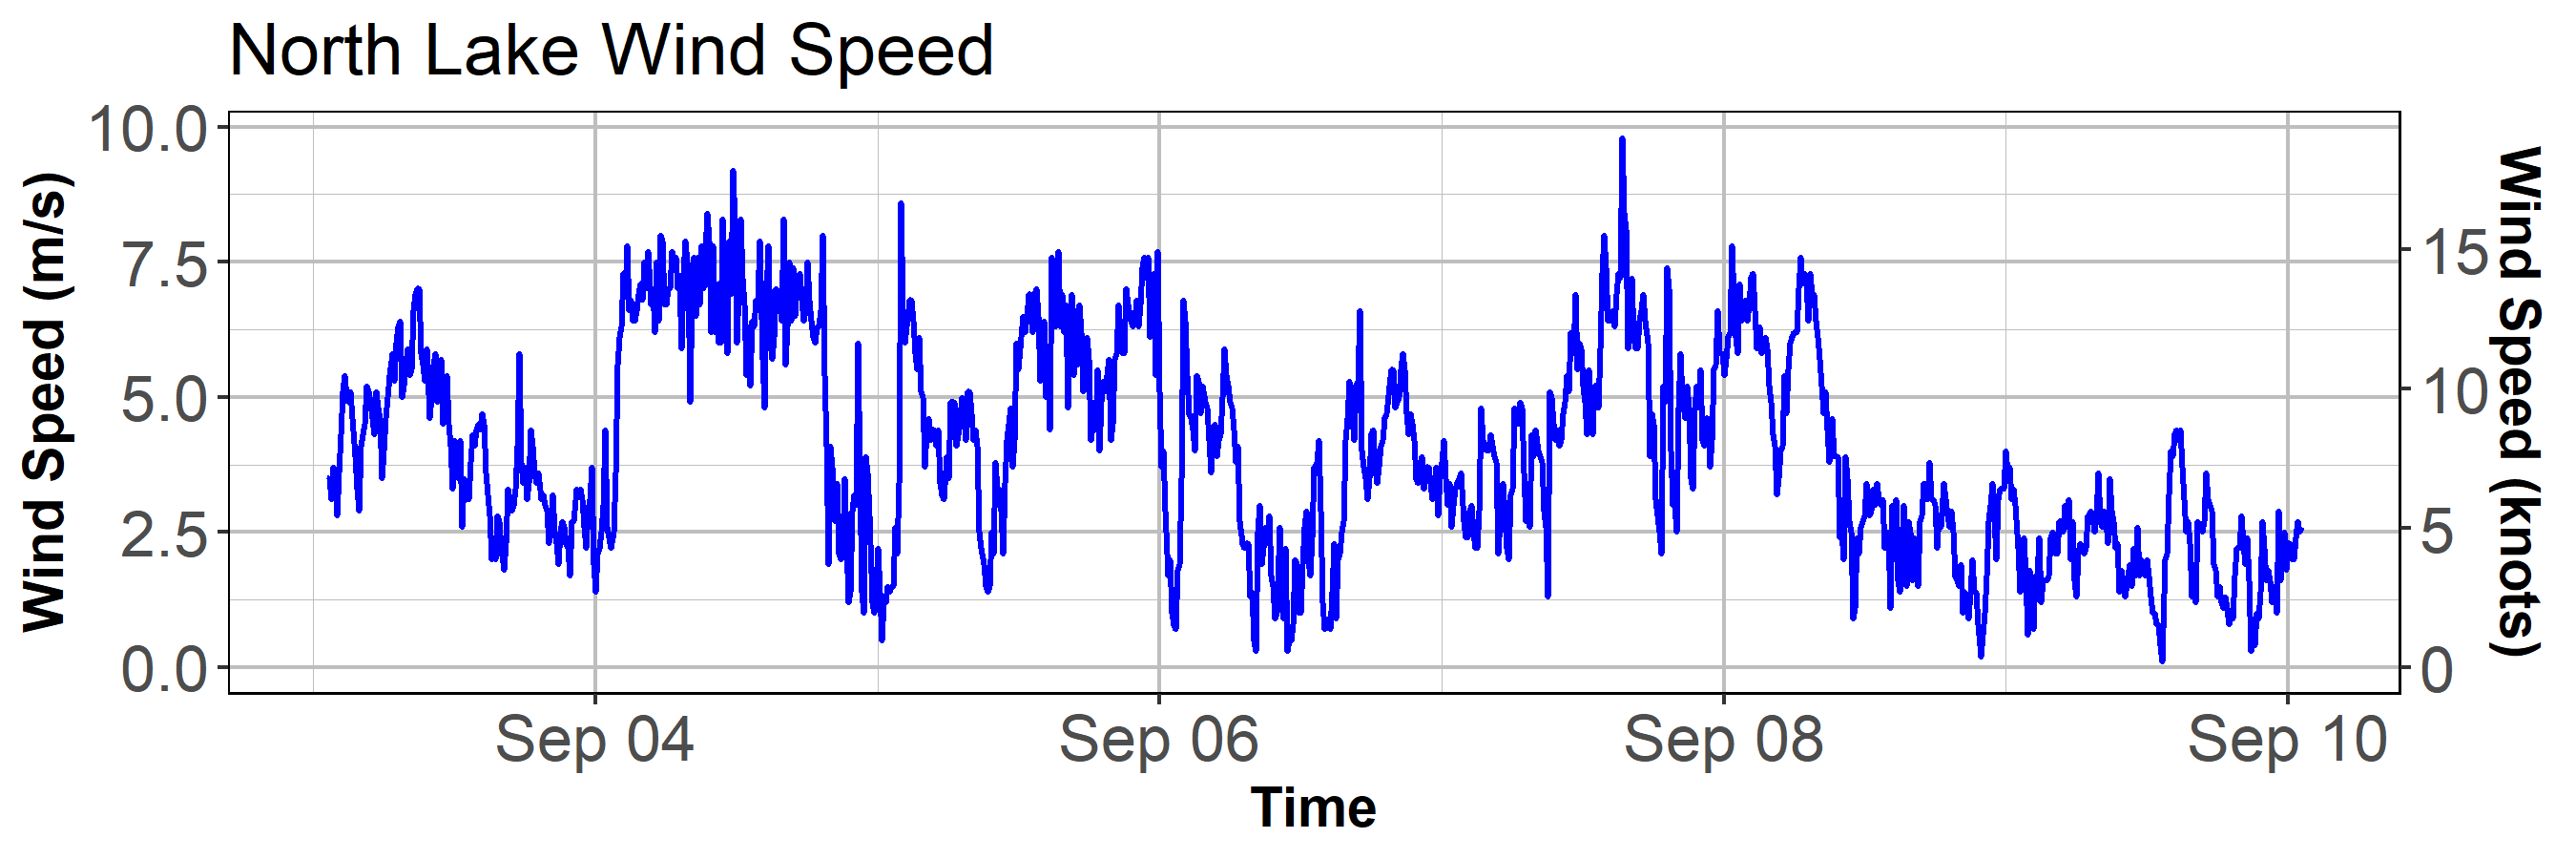 North Lake Wind Speed
Wind Speed (m/s)
10.0
7.5
5.0
2.5
0.0
Wind Speed (knots)
15
10
5
0
Sep 04
Sep 06
Sep 08
Sep 10
Time